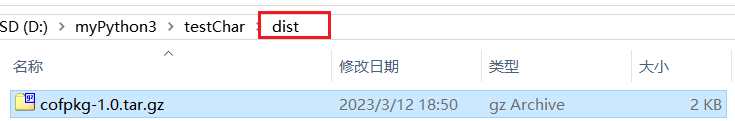 SD (D:) > myPython3 > testChar > dist
名称 修改日期 类型 大小
cofpkg-1.0.tar.gz 2023/3/12 18:50 gz Archive 2 KB